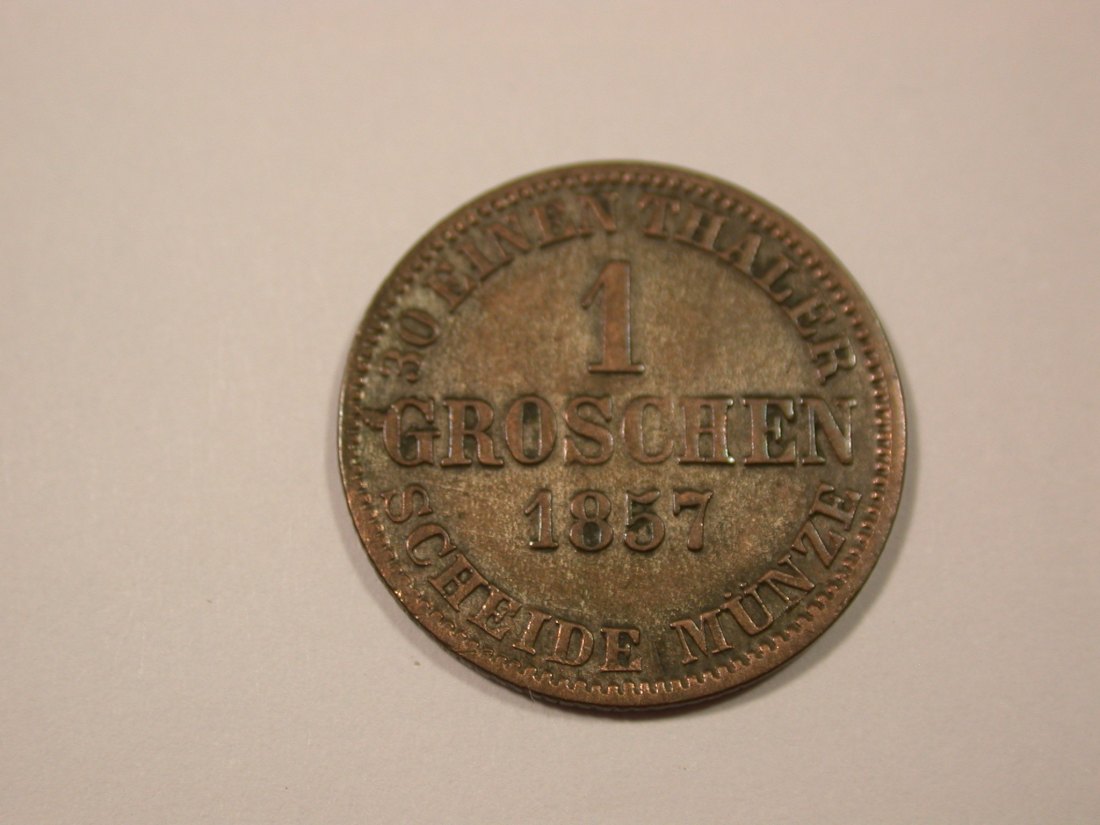 30 EINEN THALER
1
GROSCHEN
1857
SCHEIDE MÜNZE